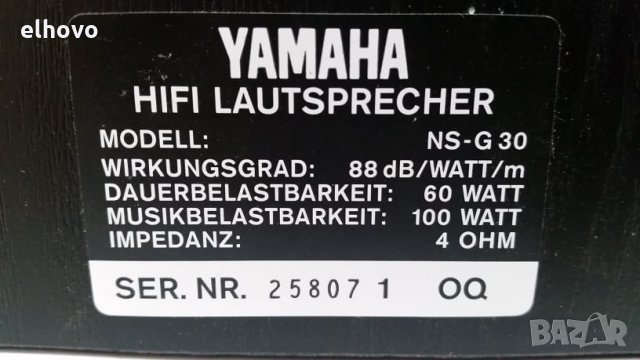 elhovo
YAMAHA
HIFI LAUTSPRECHER
MODELL: NS-G 30
WIRKUNGSGRAD: 88 dB/WATT/m
DAUERBELASTBARKEIT: 60 WATT
MUSIKBELASTBARKEIT: 100 WATT
IMPEDANZ: 4 OHM
SER. NR. 25807 1 OQ
BAZAR